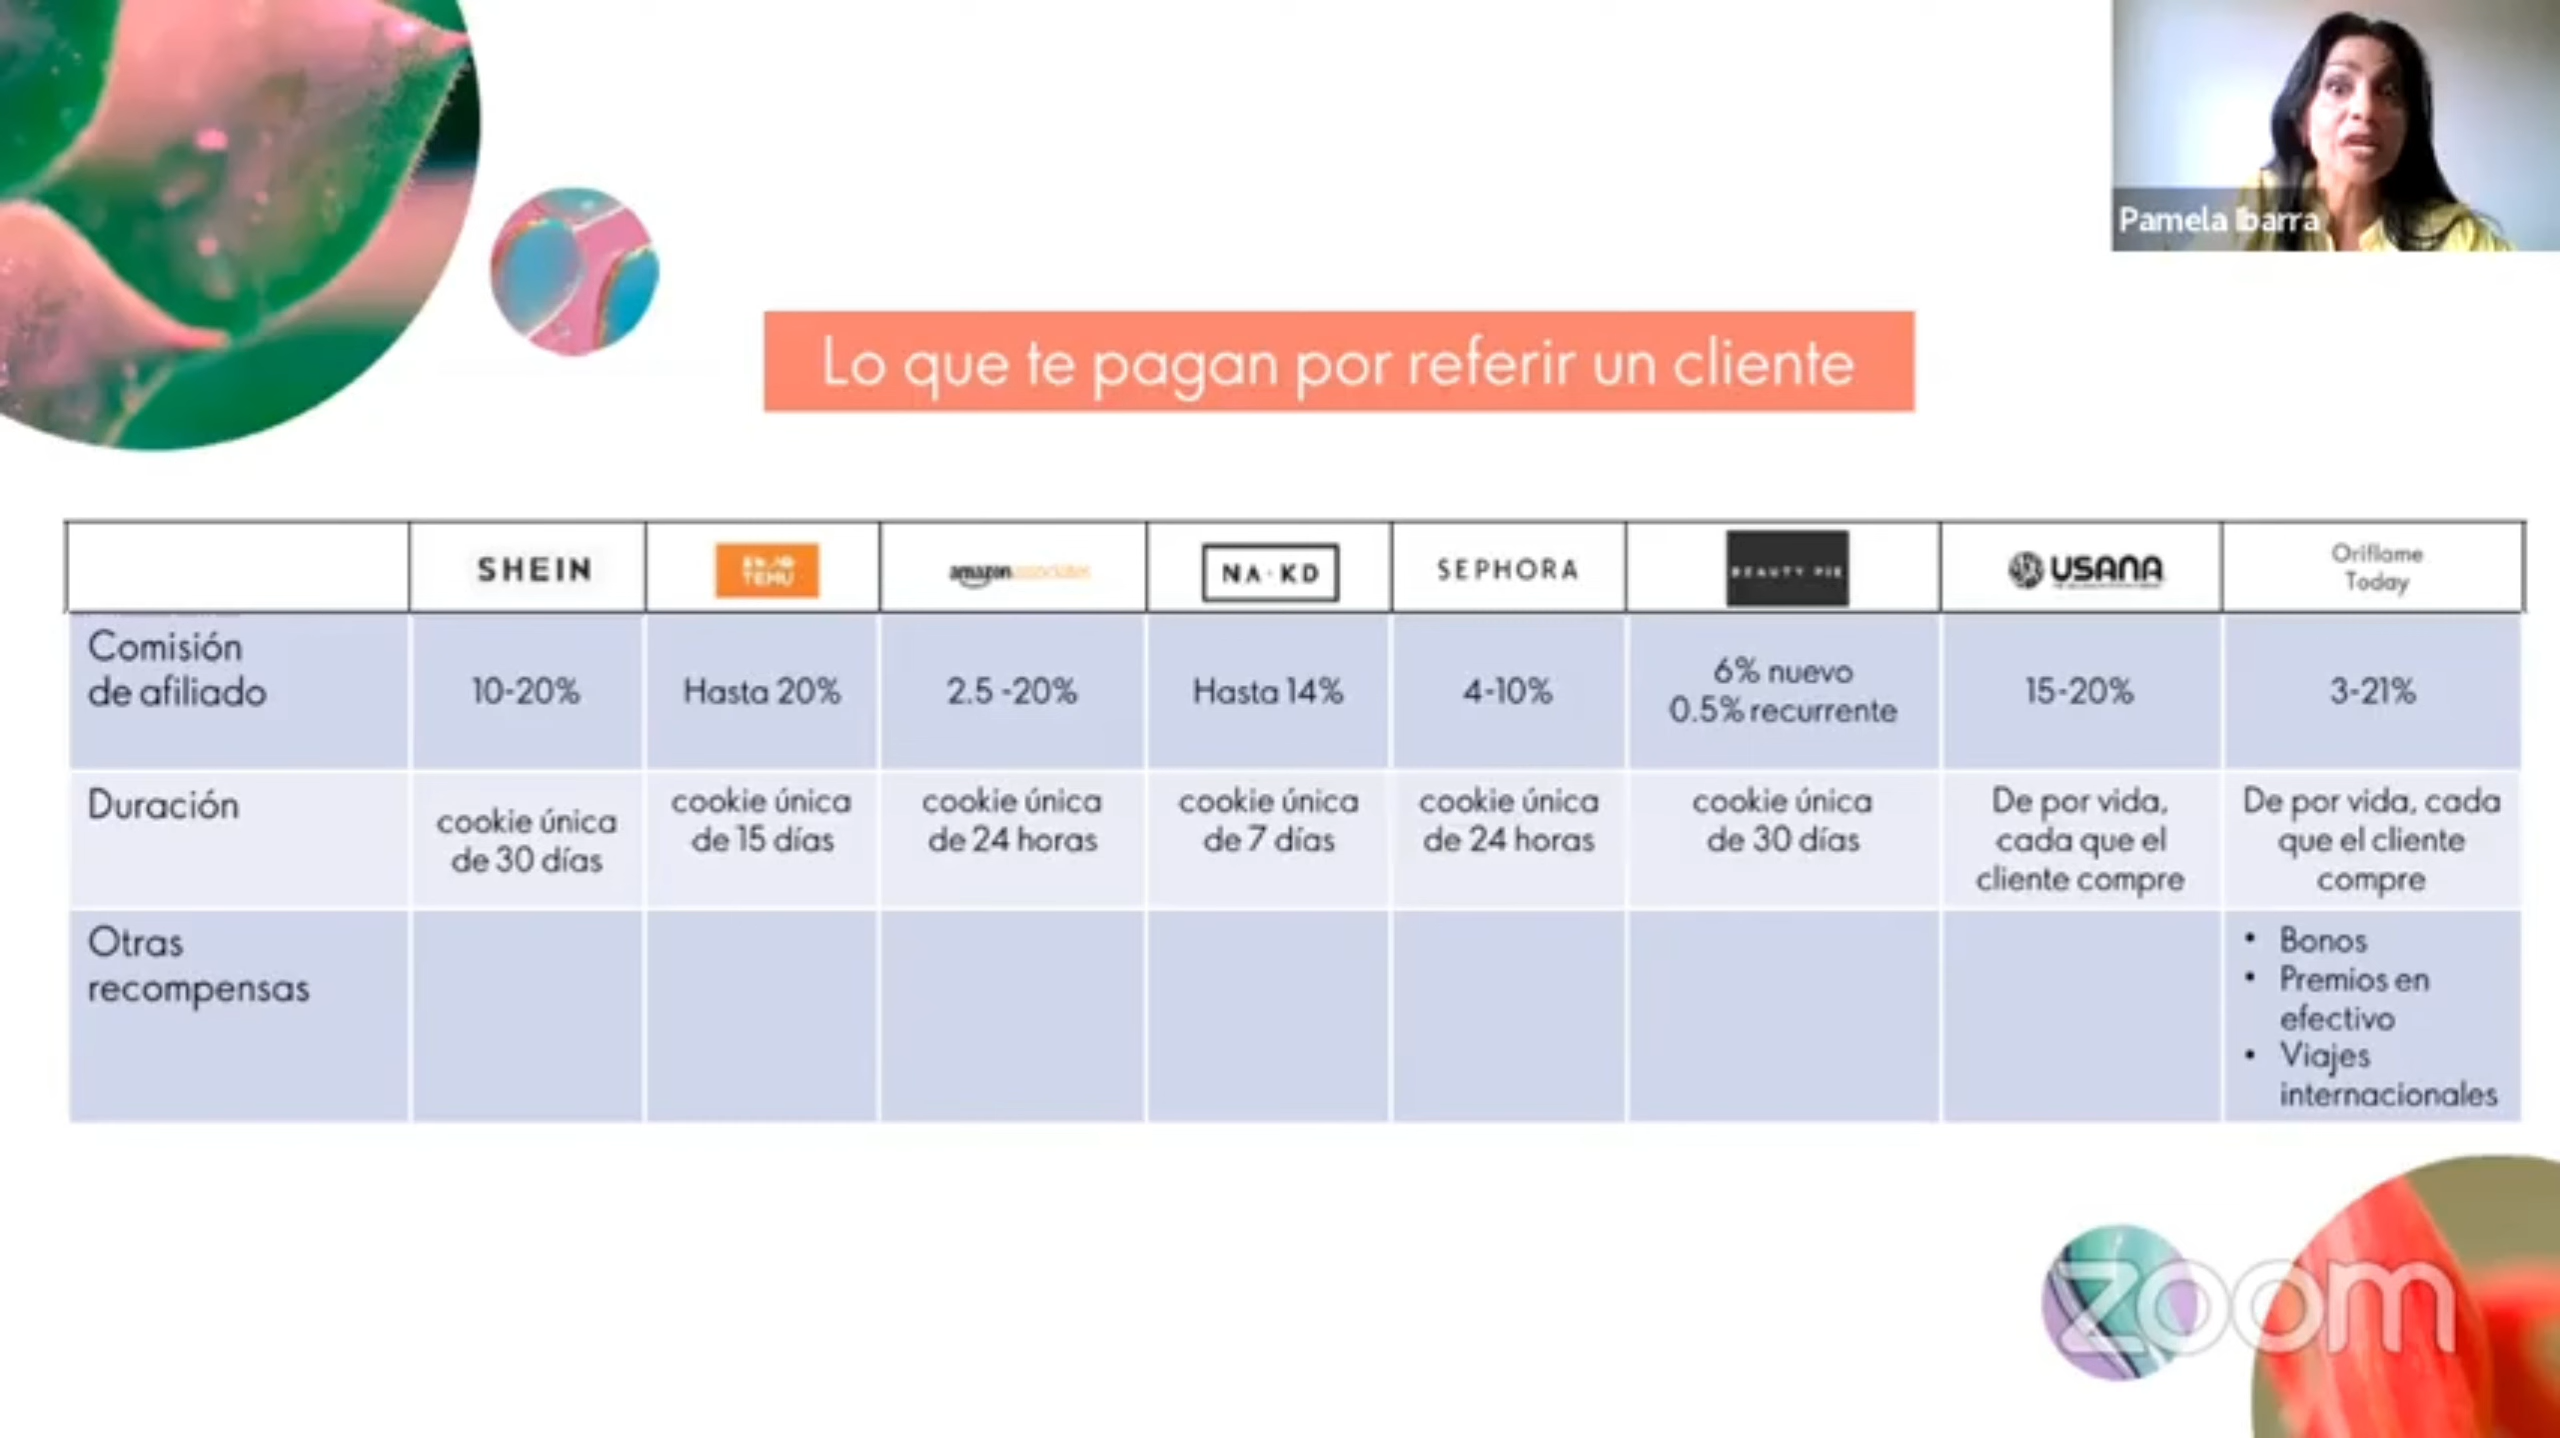 Pamela Ibarra
Lo que te pagan por referir un cliente
SHEIN
TEMU
amazon associates
NA-KD
SEPHORA
BEAUTY PIE
USANA
Oriflame
Today
Comisión
de afiliado
10-20%
Hasta 20%
2.5 -20%
Hasta 14%
4-10%
6% nuevo
0.5% recurrente
15-20%
3-21%
Duración
cookie única
de 30 días
cookie única
de 15 días
cookie única
de 24 horas
cookie única
de 7 días
cookie única
de 24 horas
cookie única
de 30 días
De por vida,
cada que el
cliente compre
De por vida, cada
que el cliente
compre
Otras
recompensas
• Bonos
• Premios en
efectivo
• Viajes
internacionales
zoom